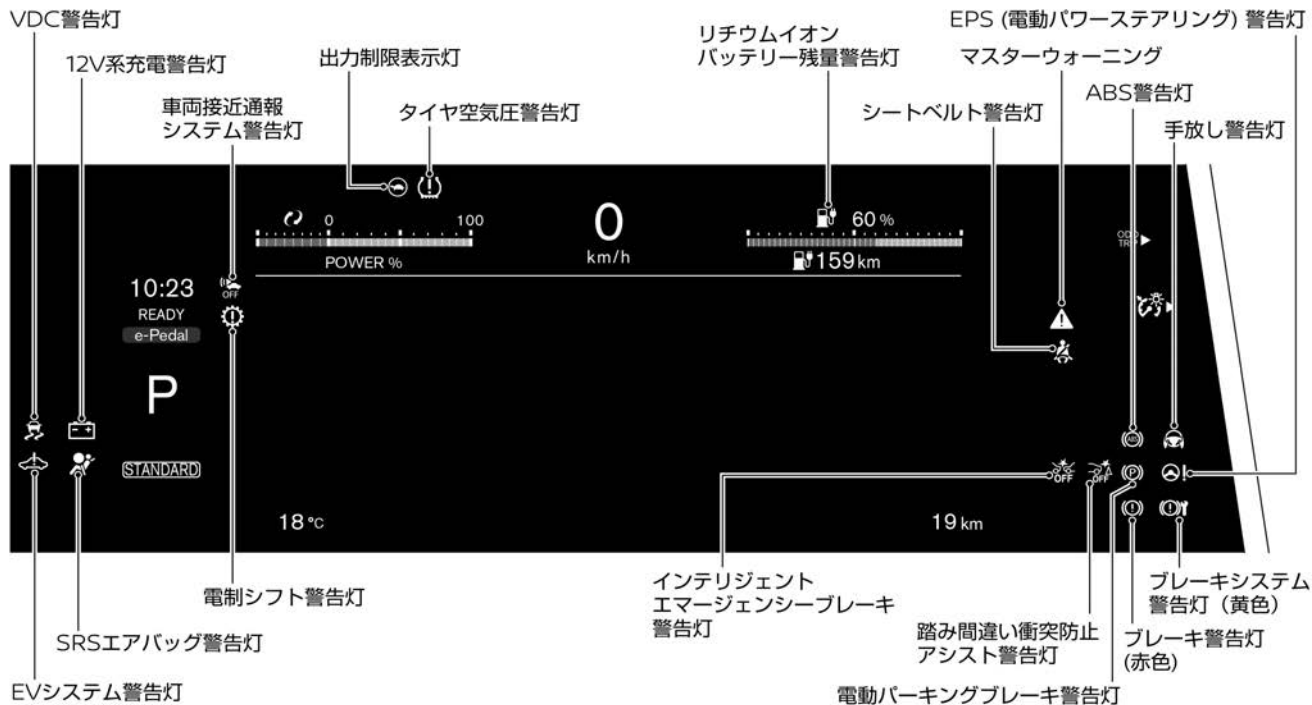 VDC警告灯
12V系充電警告灯
車両接近通報
システム警告灯
出力制限表示灯
タイヤ空気圧警告灯
リチウムイオン
バッテリー残量警告灯
EPS (電動パワーステアリング) 警告灯
マスターウォーニング
シートベルト警告灯
ABS警告灯
手放し警告灯
0
100
POWER %
0
km/h
60 %
159 km
ODO
TRIP
10:23
READY
e-Pedal
OFF
P
STANDARD
ABS
OFF
OFF
P
18 °C
19 km
電制シフト警告灯
SRSエアバッグ警告灯
EVシステム警告灯
インテリジェント
エマージェンシーブレーキ
警告灯
踏み間違い衝突防止
アシスト警告灯
電動パーキングブレーキ警告灯
ブレーキシステム
警告灯（黄色）
ブレーキ警告灯
(赤色)